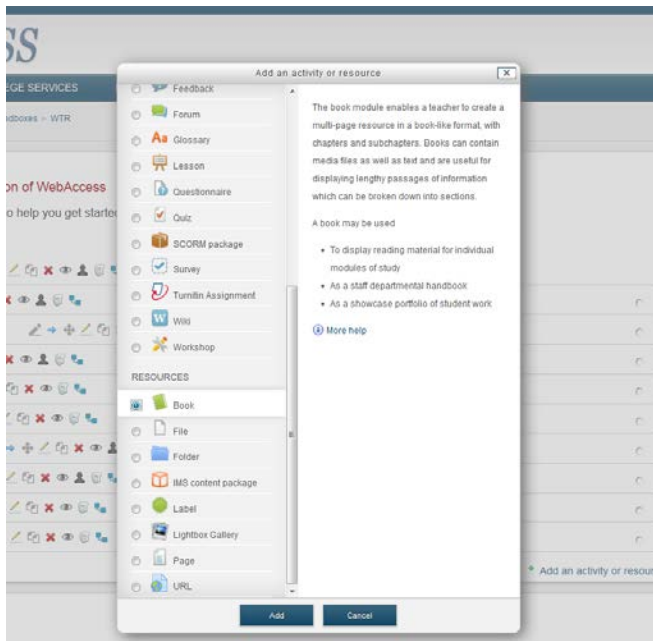 ss
Add an activity or resource
EGE SERVICES
adboxes ▹ WTR
on of WebAccess
o help you get starte
Feedback
Forum
Glossary
Lesson
Questionnaire
Quiz
SCORM package
Survey
Turnitin Assignment
Wiki
Workshop
RESOURCES
Book
File
Folder
IMS content package
Label
Lightbox Gallery
Page
URL
The book module enables a teacher to create a
multi-page resource in a book-like format, with
chapters and subchapters. Books can contain
media files as well as text and are useful for
displaying lengthy passages of information
which can be broken down into sections.
A book may be used
• To display reading material for individual
modules of study
• As a staff departmental handbook
• As a showcase portfolio of student work
More help
Add an activity or resour
Add
Cancel